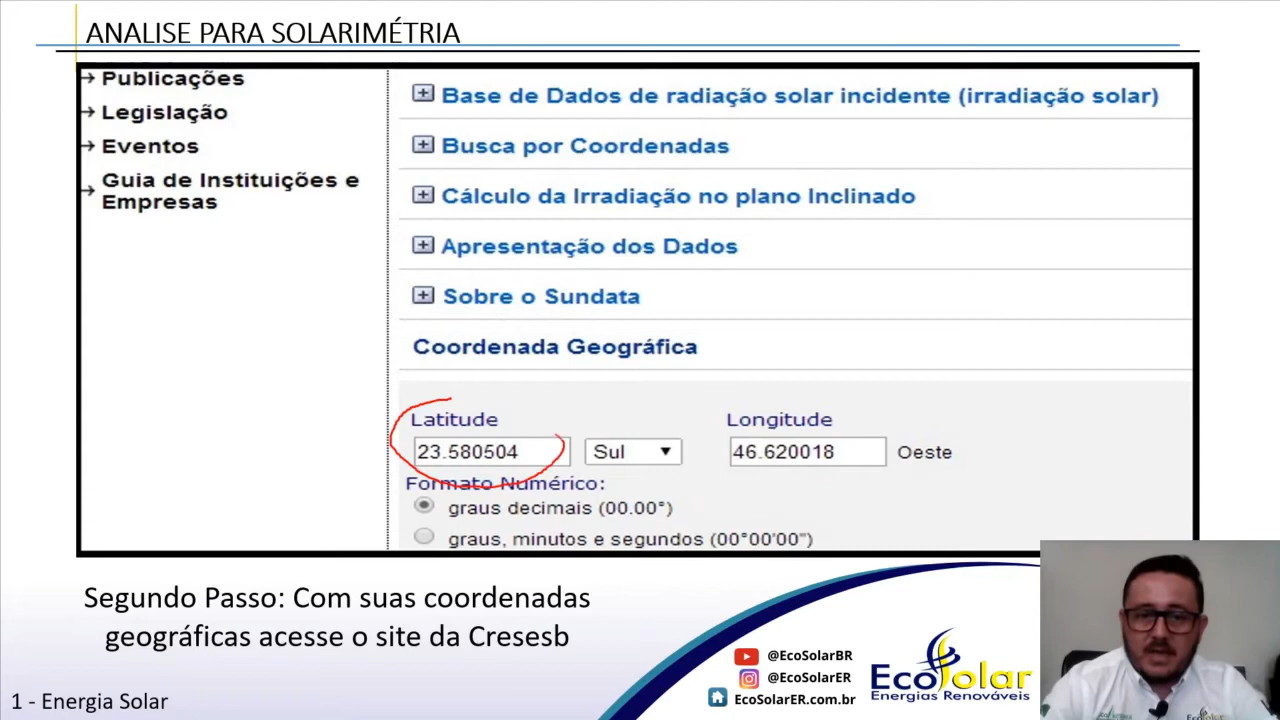 ANALISE PARA SOLARIMÉTRIA
Publicações
Legislação
Eventos
Guia de Instituições e
Empresas
Base de Dados de radiação solar incidente (irradiação solar)
Busca por Coordenadas
Cálculo da Irradiação no plano Inclinado
Apresentação dos Dados
Sobre o Sundata
Coordenada Geográfica
Latitude Longitude
23.580504 Sul 46.620018 Oeste
Formato Numérico:
graus decimais (00.00°)
graus, minutos e segundos (00°00'00")
Segundo Passo: Com suas coordenadas
geográficas acesse o site da Cresesb
@EcoSolarBR
@EcoSolarER
EcoSolarER.com.br
EcoSolar
Energias Renováveis
1 - Energia Solar